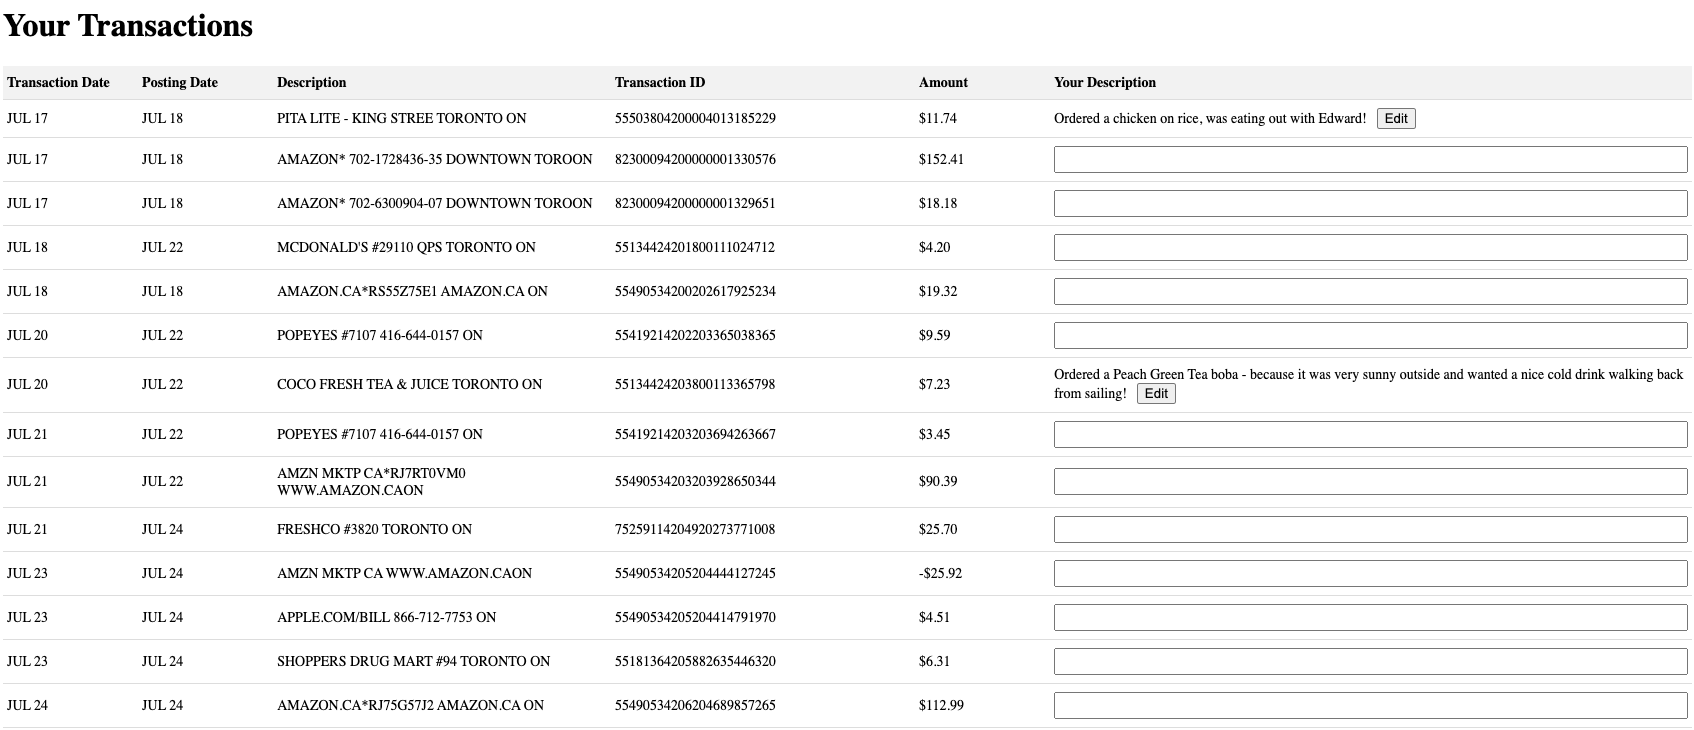 Your Transactions
Transaction Date Posting Date Description Transaction ID Amount Your Description
JUL 17 JUL 18 PITA LITE - KING STREE TORONTO ON 55503804200004013185229 $11.74 Ordered a chicken on rice, was eating out with Edward! Edit
JUL 17 JUL 18 AMAZON* 702-1728436-35 DOWNTOWN TOROON 82300094200000001330576 $152.41
JUL 17 JUL 18 AMAZON* 702-6300904-07 DOWNTOWN TOROON 82300094200000001329651 $18.18
JUL 18 JUL 22 MCDONALD'S #29110 QPS TORONTO ON 55134424201800111024712 $4.20
JUL 18 JUL 18 AMAZON.CA*RS55Z75E1 AMAZON.CA ON 55490534200202617925234 $19.32
JUL 20 JUL 22 POPEYES #7107 416-644-0157 ON 55419214202203365038365 $9.59
JUL 20 JUL 22 COCO FRESH TEA & JUICE TORONTO ON 55134424203800113365798 $7.23 Ordered a Peach Green Tea boba - because it was very sunny outside and wanted a nice cold drink walking back
from sailing! Edit
JUL 21 JUL 22 POPEYES #7107 416-644-0157 ON 55419214203203694263667 $3.45
JUL 21 JUL 22 AMZN MKTP CA*RJ7RT0VM0
WWW.AMAZON.CAON 55490534203203928650344 $90.39
JUL 21 JUL 24 FRESHCO #3820 TORONTO ON 75259114204920273771008 $25.70
JUL 23 JUL 24 AMZN MKTP CA WWW.AMAZON.CAON 55490534205204444127245 -$25.92
JUL 23 JUL 24 APPLE.COM/BILL 866-712-7753 ON 55490534205204414791970 $4.51
JUL 23 JUL 24 SHOPPERS DRUG MART #94 TORONTO ON 55181364205882635446320 $6.31
JUL 24 JUL 24 AMAZON.CA*RJ75G57J2 AMAZON.CA ON 55490534206204689857265 $112.99